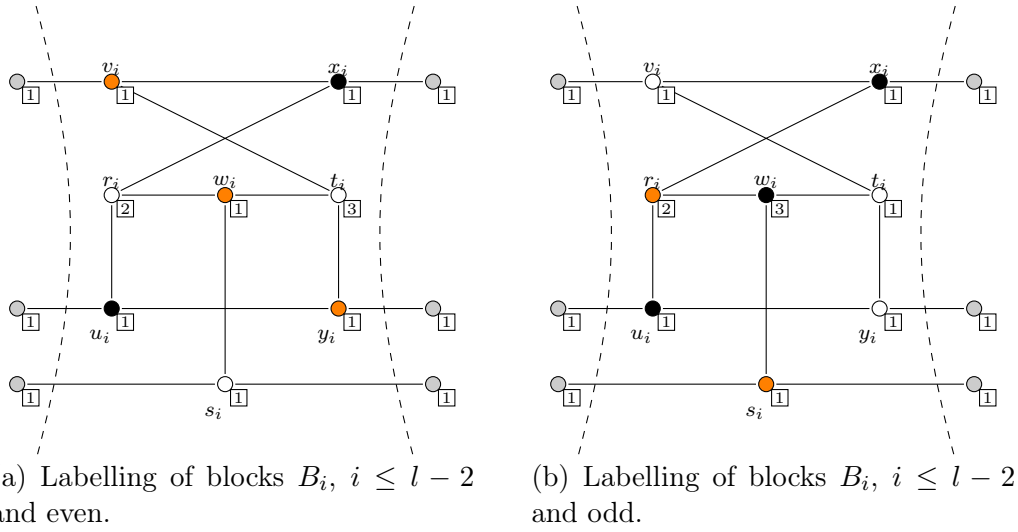 v_i x_i
1 1 1 1
r_i w_i t_i
2 1 3
1 1 1 1
u_i y_i
1 1 1
s_i
a) Labelling of blocks B_i, i ≤ l − 2
and even.
v_i x_i
1 1 1 1
r_i w_i t_i
2 3 1
1 1 1 1
u_i y_i
1 1 1
s_i
(b) Labelling of blocks B_i, i ≤ l − 2
and odd.